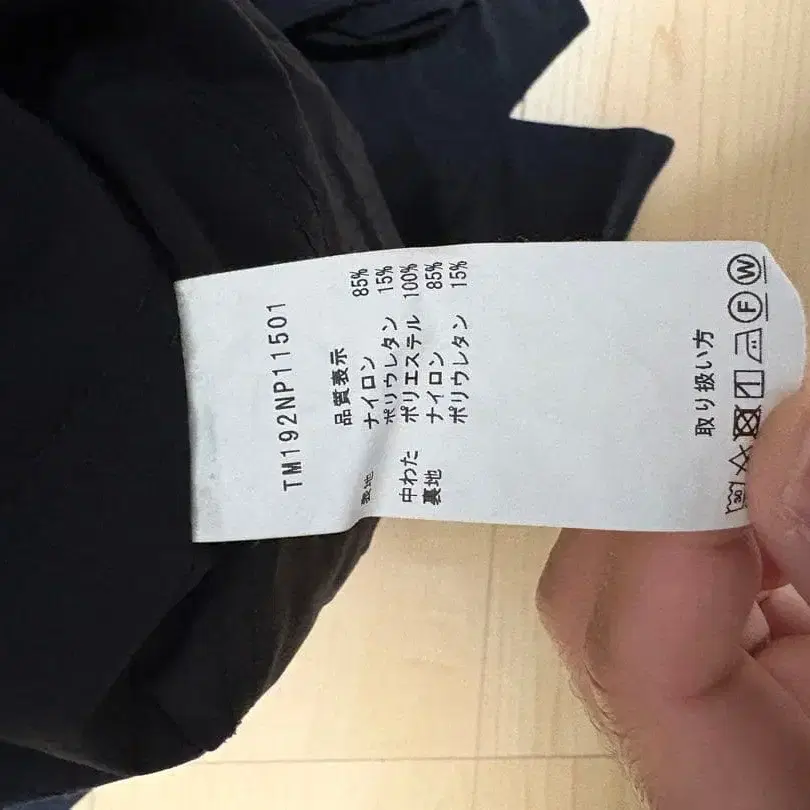 TM192NP11501
品質表示
表地 ナイロン 85%
ポリウレタン 15%
中わた ポリエステル 100%
裏地 ナイロン 85%
ポリウレタン 15%
取り扱い方
30 F W